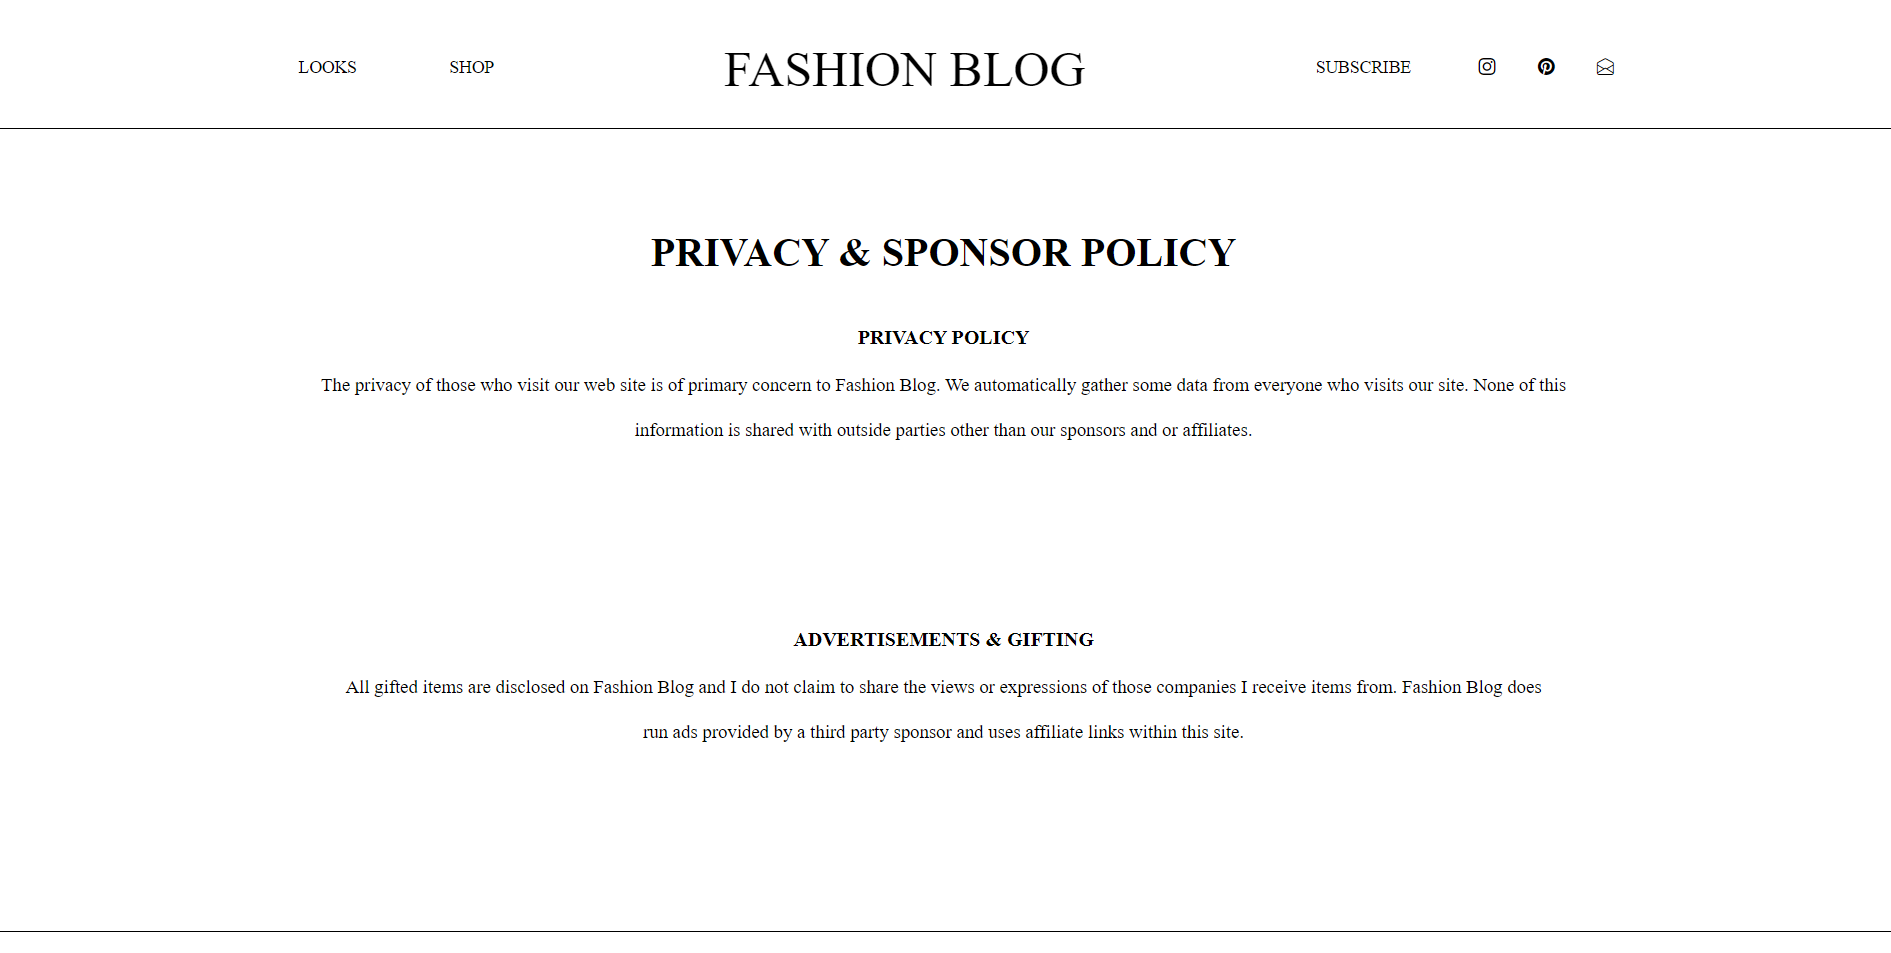 LOOKS SHOP FASHION BLOG SUBSCRIBE
PRIVACY & SPONSOR POLICY
PRIVACY POLICY
The privacy of those who visit our web site is of primary concern to Fashion Blog. We automatically gather some data from everyone who visits our site. None of this
information is shared with outside parties other than our sponsors and or affiliates.
ADVERTISEMENTS & GIFTING
All gifted items are disclosed on Fashion Blog and I do not claim to share the views or expressions of those companies I receive items from. Fashion Blog does
run ads provided by a third party sponsor and uses affiliate links within this site.